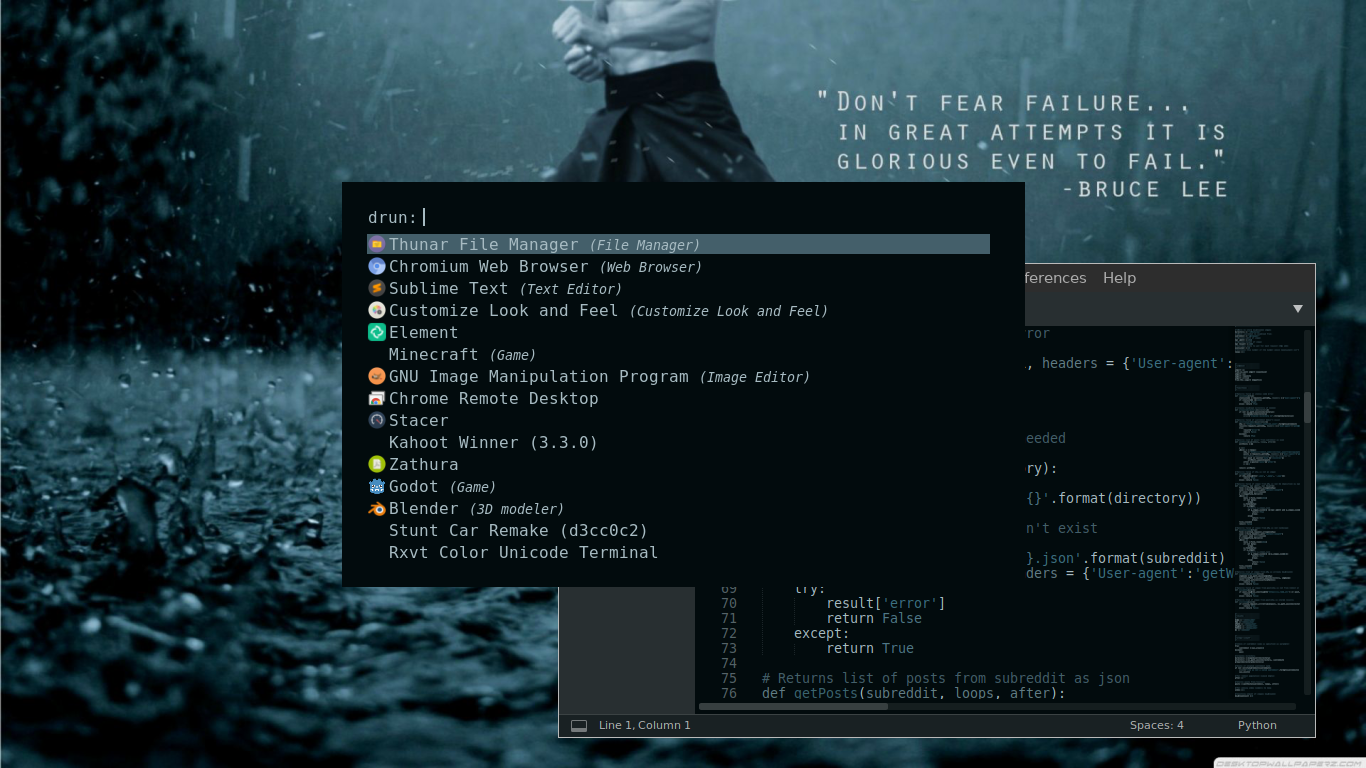 "DON'T FEAR FAILURE...
IN GREAT ATTEMPTS IT IS
GLORIOUS EVEN TO FAIL."
-BRUCE LEE
drun:
Thunar File Manager (File Manager)
Chromium Web Browser (Web Browser)
Sublime Text (Text Editor)
Customize Look and Feel (Customize Look and Feel)
Element
Minecraft (Game)
GNU Image Manipulation Program (Image Editor)
Chrome Remote Desktop
Stacer
Kahoot Winner (3.3.0)
Zathura
Godot (Game)
Blender (3D modeler)
Stunt Car Remake (d3cc0c2)
Rxvt Color Unicode Terminal
ferences Help
ror
, headers = {'User-agent':
eeded
ry):
{}'.format(directory))
n't exist
}.json'.format(subreddit)
ders = {'User-agent':'getW
69 try:
70 result['error']
71 return False
72 except:
73 return True
74
75 # Returns list of posts from subreddit as json
76 def getPosts(subreddit, loops, after):
Line 1, Column 1 Spaces: 4 Python
DESKTOPWALLPAPERZ.COM